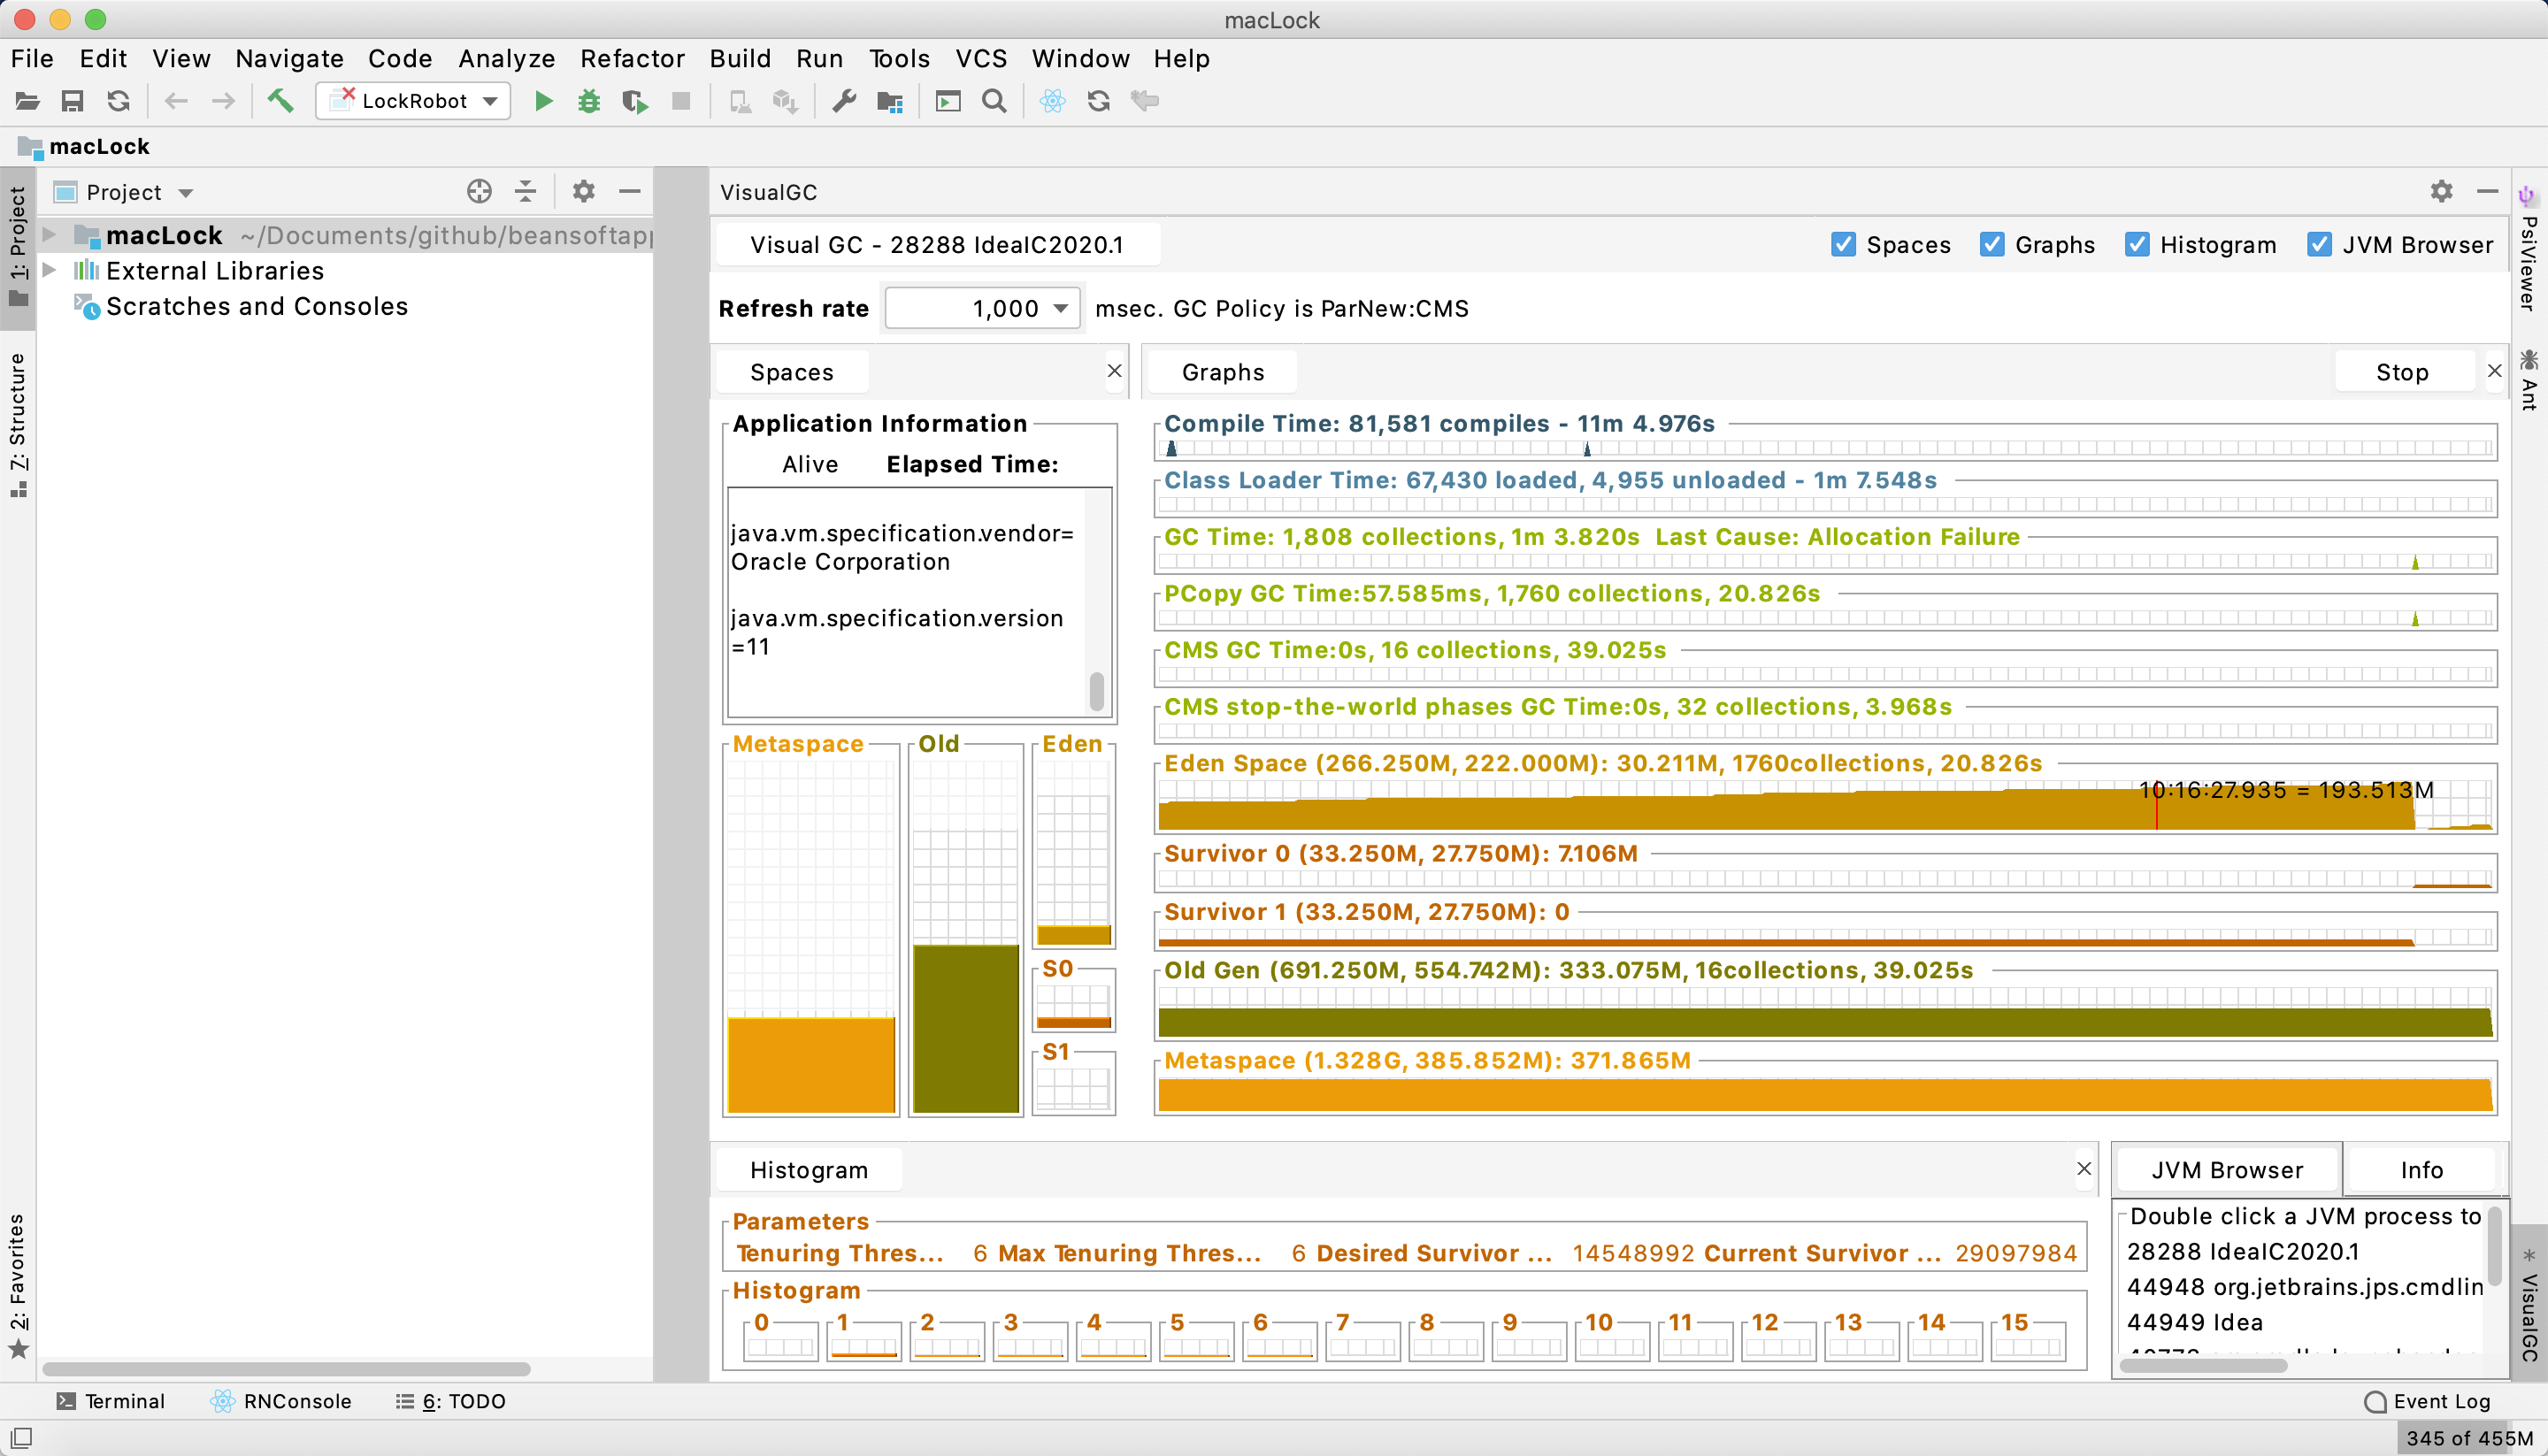 macLock
File Edit View Navigate Code Analyze Refactor Build Run Tools VCS Window Help
LockRobot
macLock
1: Project
7: Structure
2: Favorites
Project
macLock ~/Documents/github/beansoftap
External Libraries
Scratches and Consoles
VisualGC
Visual GC - 28288 IdeaIC2020.1
Spaces Graphs Histogram JVM Browser
Refresh rate 1,000 msec. GC Policy is ParNew:CMS
Spaces
Application Information
Alive Elapsed Time:
java.vm.specification.vendor=
Oracle Corporation
java.vm.specification.version
=11
Metaspace Old Eden
S0
S1
Graphs Stop
Compile Time: 81,581 compiles - 11m 4.976s
Class Loader Time: 67,430 loaded, 4,955 unloaded - 1m 7.548s
GC Time: 1,808 collections, 1m 3.820s Last Cause: Allocation Failure
PCopy GC Time:57.585ms, 1,760 collections, 20.826s
CMS GC Time:0s, 16 collections, 39.025s
CMS stop-the-world phases GC Time:0s, 32 collections, 3.968s
Eden Space (266.250M, 222.000M): 30.211M, 1760collections, 20.826s
10:16:27.935 = 193.513M
Survivor 0 (33.250M, 27.750M): 7.106M
Survivor 1 (33.250M, 27.750M): 0
Old Gen (691.250M, 554.742M): 333.075M, 16collections, 39.025s
Metaspace (1.328G, 385.852M): 371.865M
Histogram
Parameters
Tenuring Thres... 6 Max Tenuring Thres... 6 Desired Survivor ... 14548992 Current Survivor ... 29097984
Histogram
0 1 2 3 4 5 6 7 8 9 10 11 12 13 14 15
JVM Browser Info
Double click a JVM process to
28288 IdeaIC2020.1
44948 org.jetbrains.jps.cmdlin
44949 Idea
PsiViewer
Ant
VisualGC
Terminal RNConsole 6: TODO Event Log
345 of 455M